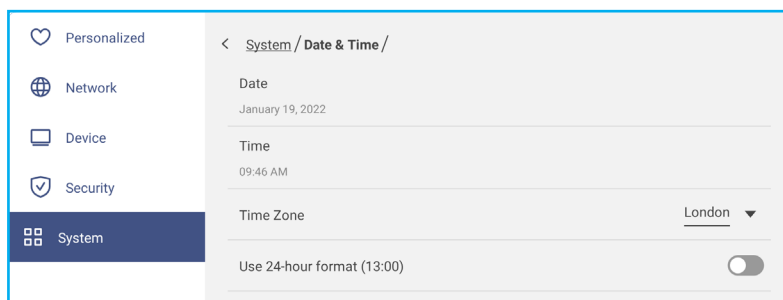 Personalized
Network
Device
Security
System
System / Date & Time /
Date
January 19, 2022
Time
09:46 AM
Time Zone
London
Use 24-hour format (13:00)